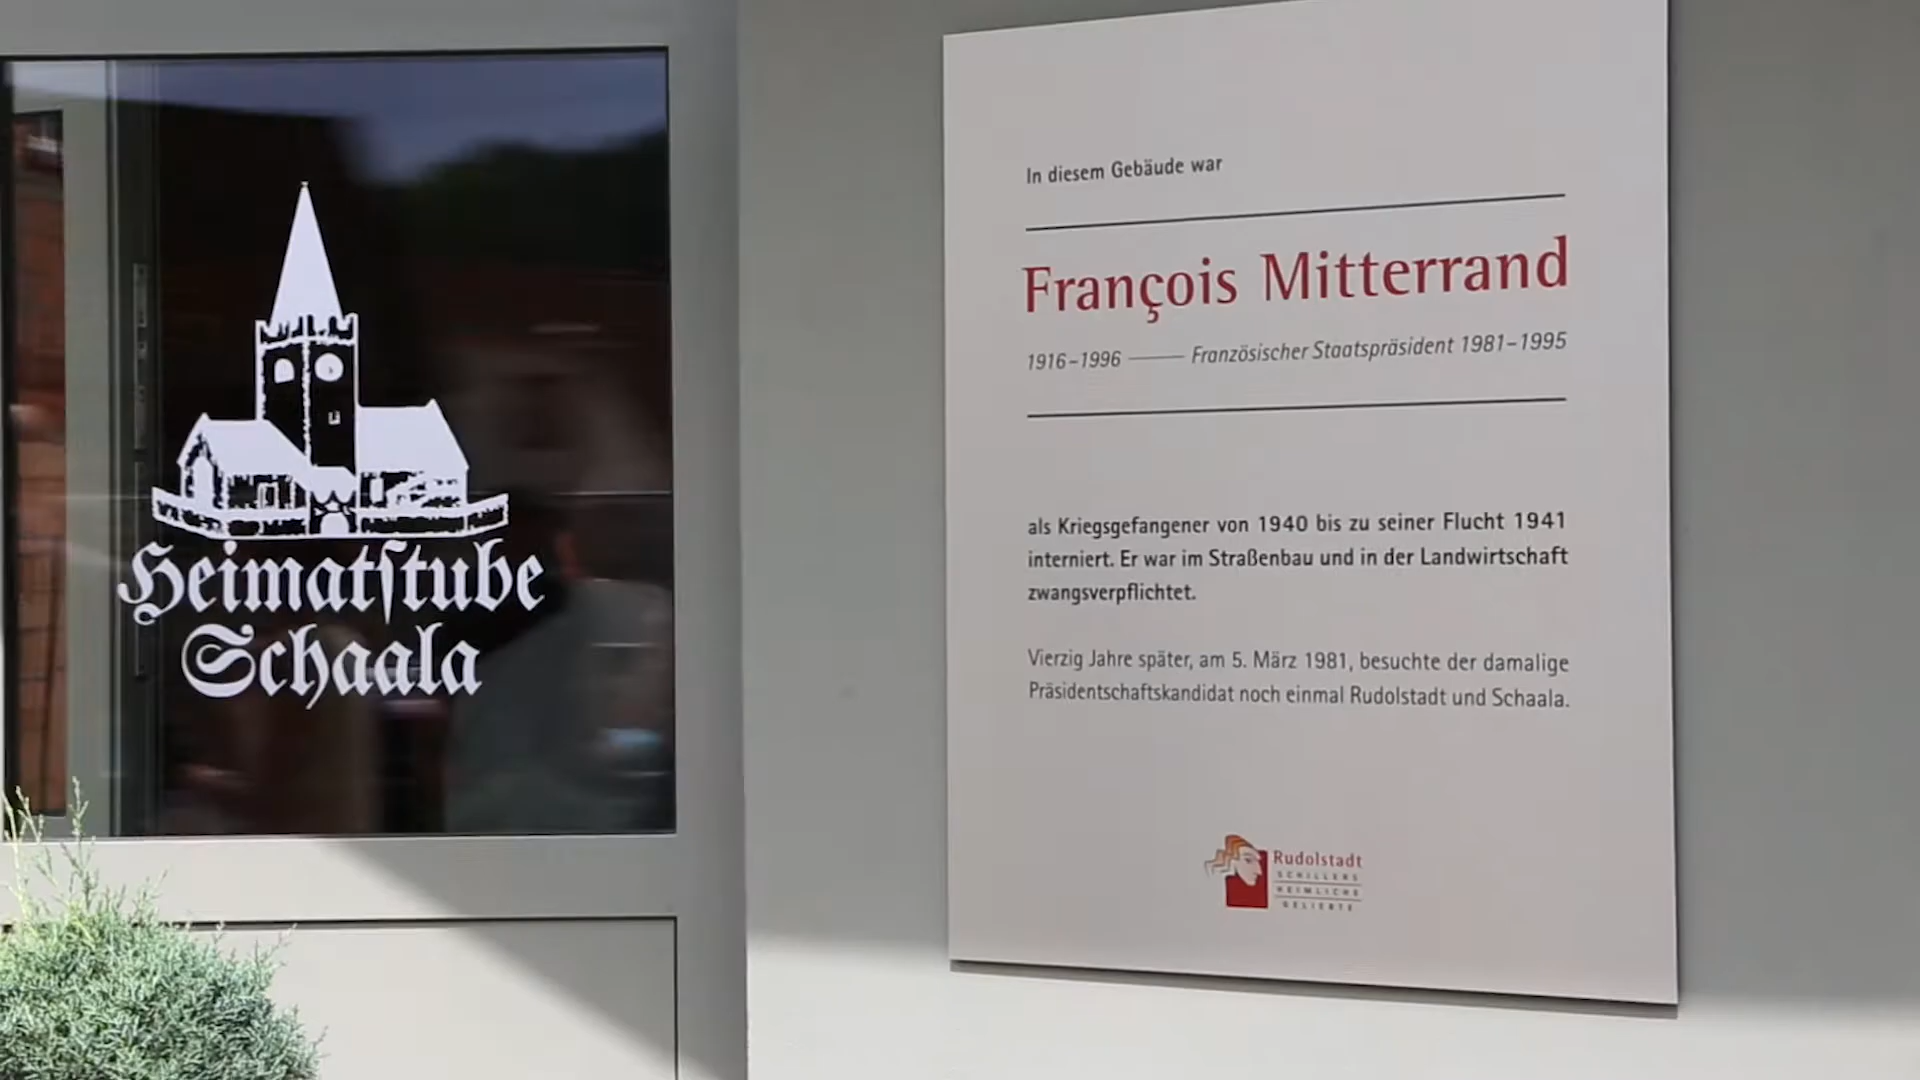 Heimatſtube
Schaala
In diesem Gebäude war
François Mitterrand
1916–1996 —— Französischer Staatspräsident 1981–1995
als Kriegsgefangener von 1940 bis zu seiner Flucht 1941
interniert. Er war im Straßenbau und in der Landwirtschaft
zwangsverpflichtet.
Vierzig Jahre später, am 5. März 1981, besuchte der damalige
Präsidentschaftskandidat noch einmal Rudolstadt und Schaala.
Rudolstadt
SCHILLERS
HEIMLICHE
GELIEBTE